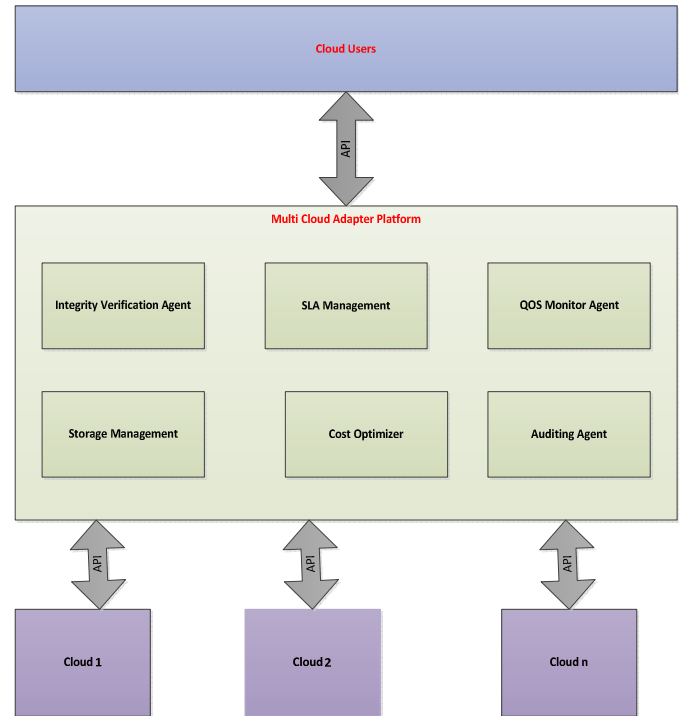 Cloud Users
API
Multi Cloud Adapter Platform
Integrity Verification Agent
SLA Management
QOS Monitor Agent
Storage Management
Cost Optimizer
Auditing Agent
API
API
API
Cloud 1
Cloud 2
Cloud n